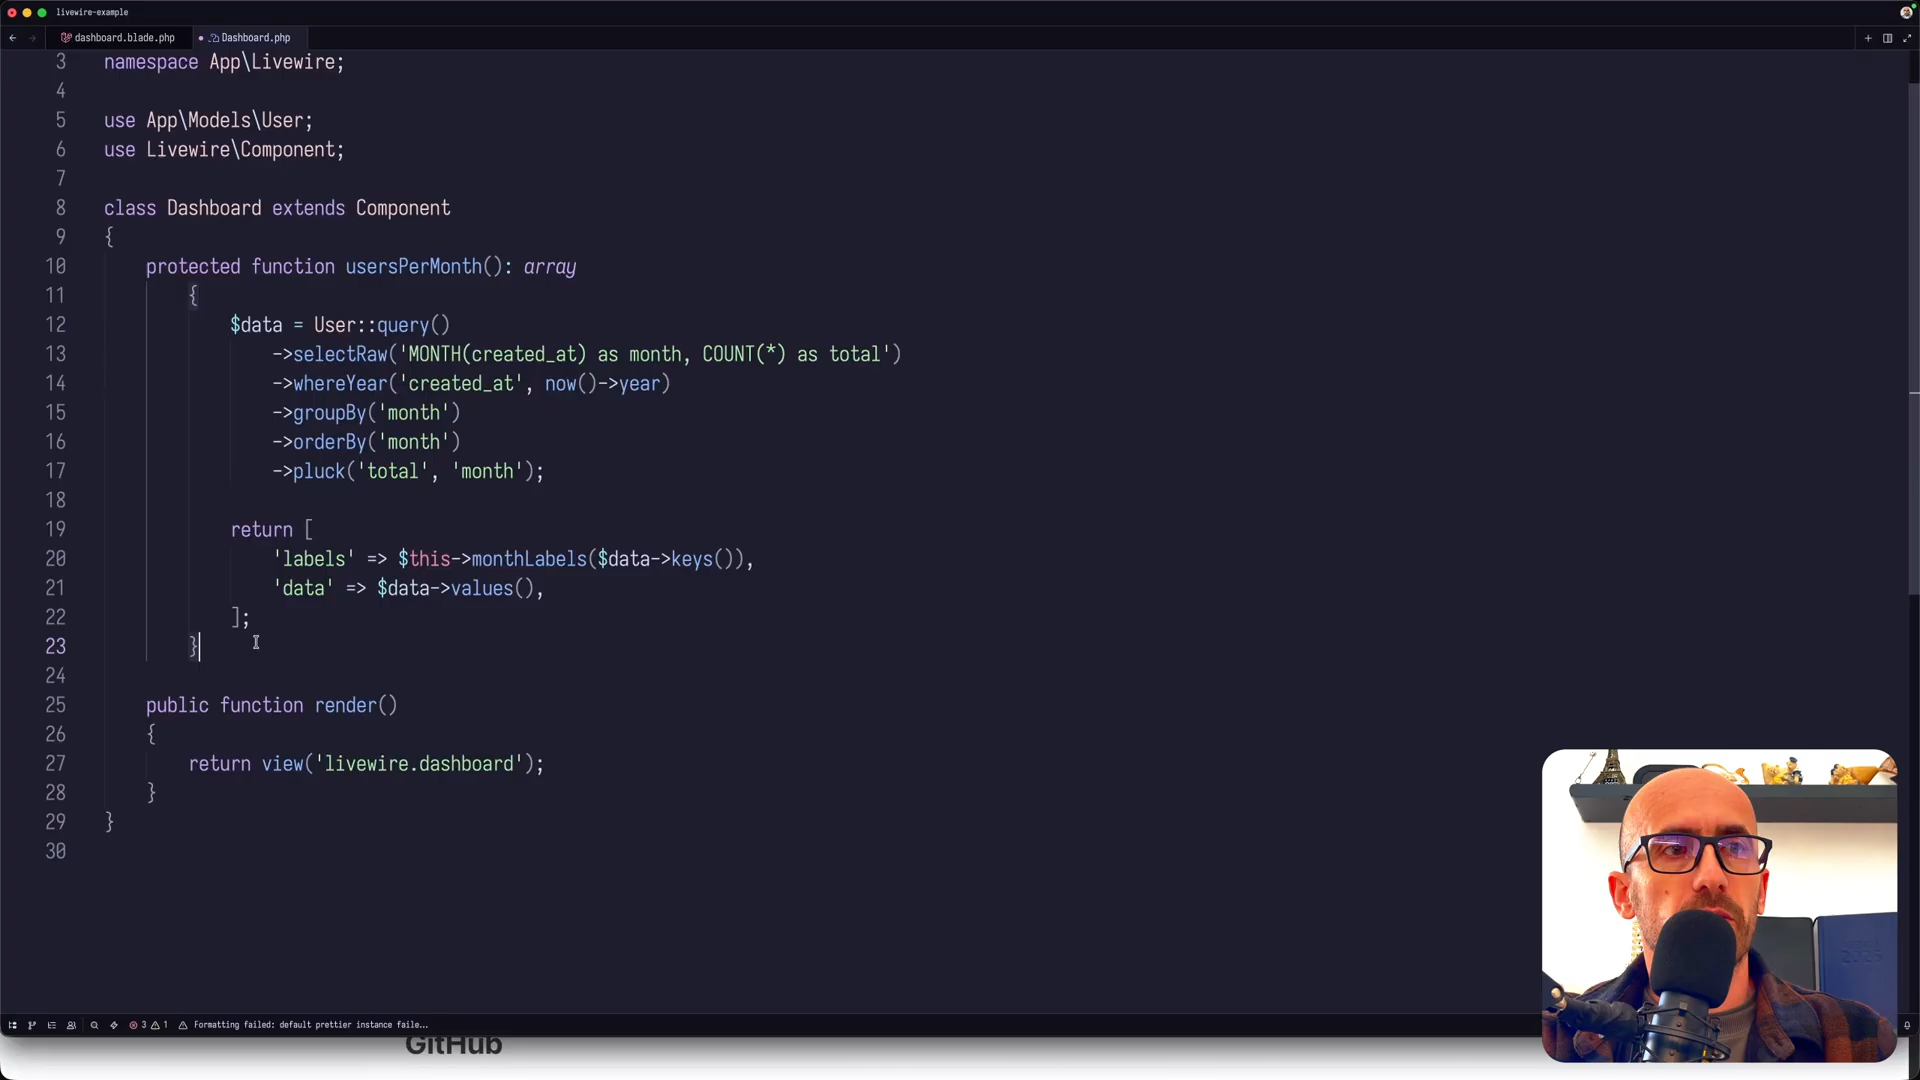 livewire-example
dashboard.blade.php
Dashboard.php
3 namespace App\Livewire;
4
5 use App\Models\User;
6 use Livewire\Component;
7
8 class Dashboard extends Component
9 {
10 protected function usersPerMonth(): array
11 {
12 $data = User::query()
13 ->selectRaw('MONTH(created_at) as month, COUNT(*) as total')
14 ->whereYear('created_at', now()->year)
15 ->groupBy('month')
16 ->orderBy('month')
17 ->pluck('total', 'month');
18
19 return [
20 'labels' => $this->monthLabels($data->keys()),
21 'data' => $data->values(),
22 ];
23 }
24
25 public function render()
26 {
27 return view('livewire.dashboard');
28 }
29 }
30
3 1 Formatting failed: default prettier instance faile...
GitHub